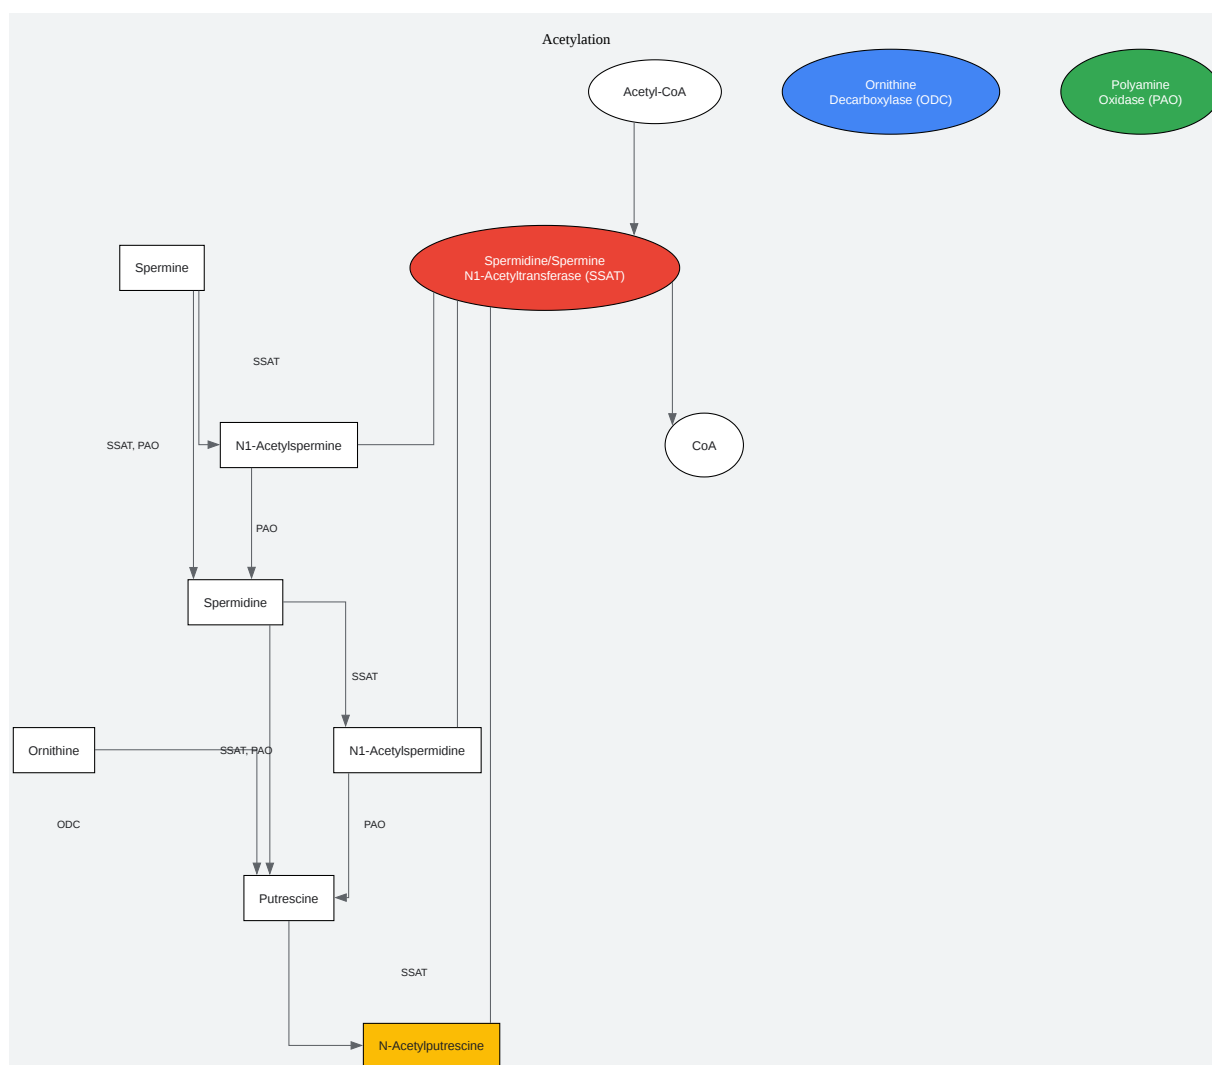 Acetylation
Acetyl-CoA
Ornithine
Decarboxylase (ODC)
Polyamine
Oxidase (PAO)
Spermine
Spermidine/Spermine
N1-Acetyltransferase (SSAT)
SSAT
SSAT, PAO
N1-Acetylspermine
CoA
PAO
Spermidine
SSAT
Ornithine
SSAT, PAO
N1-Acetylspermidine
ODC
PAO
Putrescine
SSAT
N-Acetylputrescine